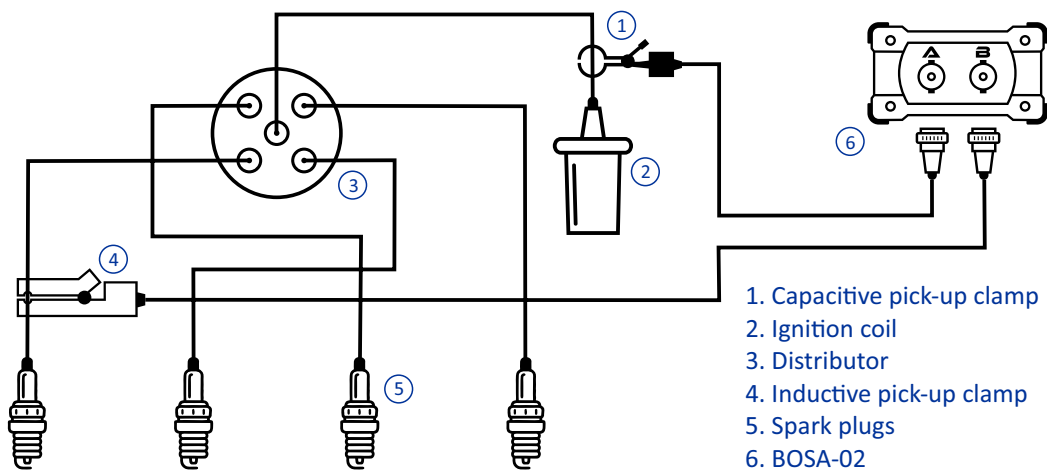 1
A B
6
2
3
4
5
1. Capacitive pick-up clamp
2. Ignition coil
3. Distributor
4. Inductive pick-up clamp
5. Spark plugs
6. BOSA-02